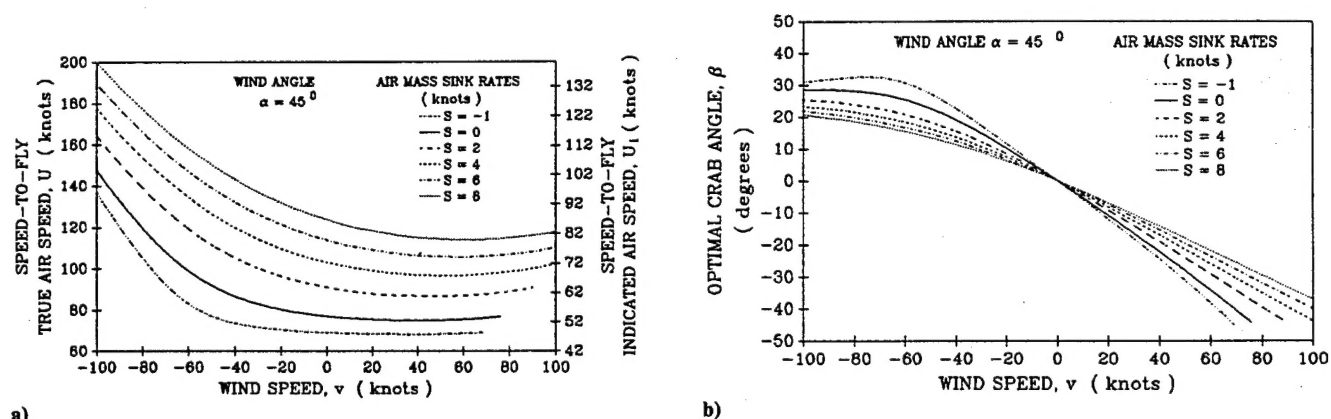 200
180
160
140
120
100
80
60
SPEED-TO-FLY
TRUE AIR SPEED, U (knots)
WIND ANGLE
α = 45⁰
AIR MASS SINK RATES
(knots)
S = -1
S = 0
S = 2
S = 4
S = 6
S = 8
132
122
112
102
92
82
72
62
52
42
SPEED-TO-FLY
INDICATED AIR SPEED, Uᵢ (knots)
-100 -80 -60 -40 -20 0 20 40 60 80 100
WIND SPEED, v (knots)
a)
50
40
30
20
10
0
-10
-20
-30
-40
-50
OPTIMAL CRAB ANGLE, β
(degrees)
WIND ANGLE α = 45 ⁰
AIR MASS SINK RATES
(knots)
S = -1
S = 0
S = 2
S = 4
S = 6
S = 8
-100 -80 -60 -40 -20 0 20 40 60 80 100
WIND SPEED, v (knots)
b)